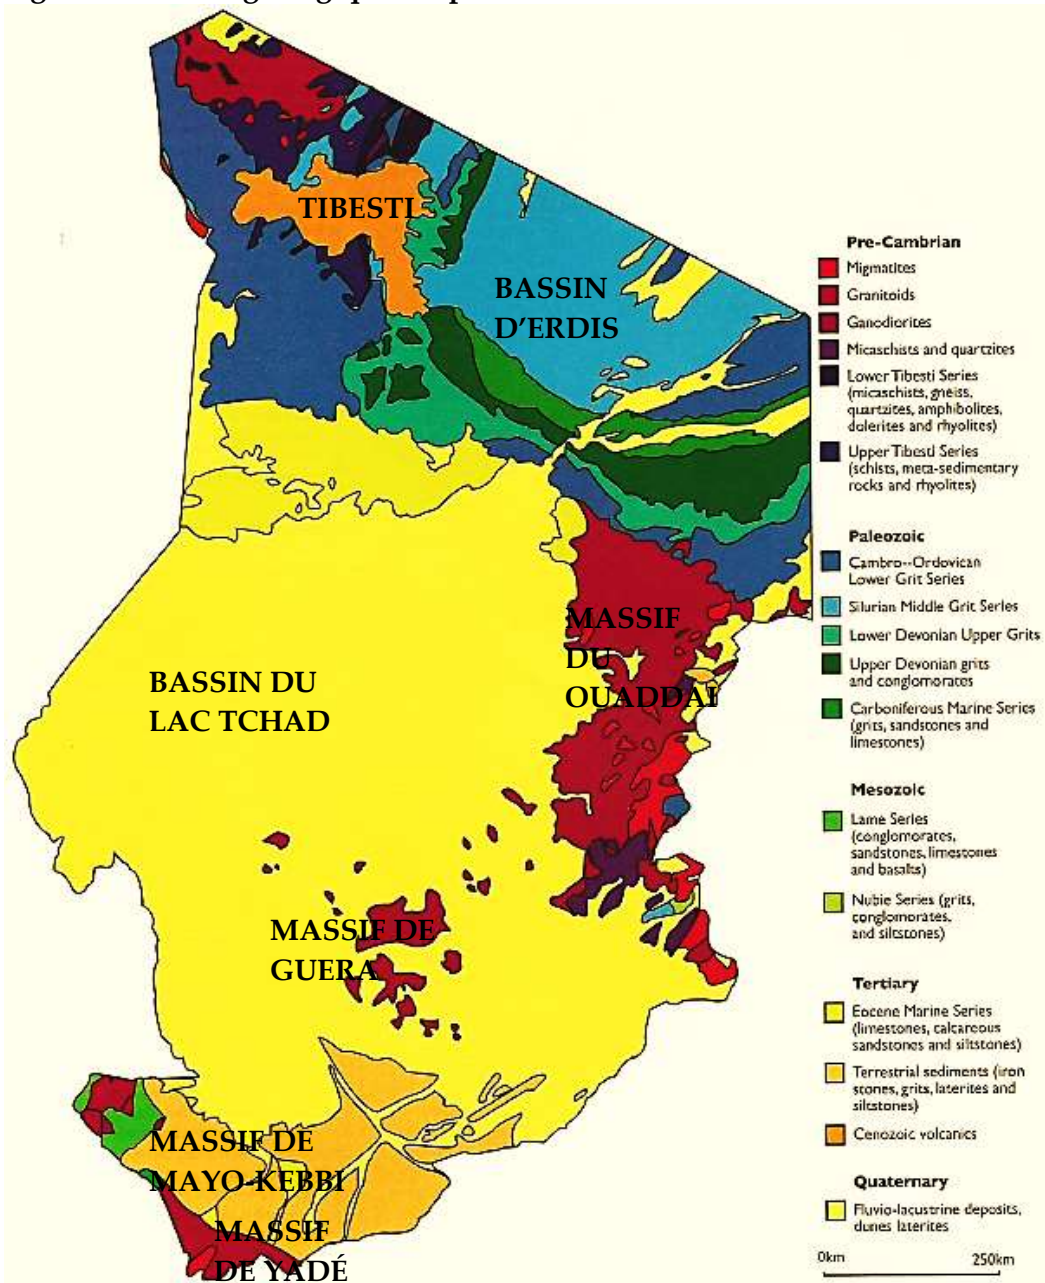 TIBESTI
BASSIN
D'ERDIS
MASSIF
DU
OUADDAI
BASSIN DU
LAC TCHAD
MASSIF DE
GUERA
MASSIF DE
MAYO-KEBBI
MASSIF
DE YADÉ
Pre-Cambrian
Migmatites
Granitoids
Ganodiorites
Micaschists and quartzites
Lower Tibesti Series
(micaschists, gneiss,
quartzites, amphibolites,
dolerites and rhyolites)
Upper Tibesti Series
(schists, meta-sedimentary
rocks and rhyolites)
Paleozoic
Cambro--Ordovican
Lower Grit Series
Silurian Middle Grit Series
Lower Devonian Upper Grits
Upper Devonian grits
and conglomorates
Carboniferous Marine Series
(grits, sandstones and
limestones)
Mesozoic
Lame Series
(conglomorates,
sandstones, limestones
and basalts)
Nubie Series (grits,
conglomorates,
and siltstones)
Tertiary
Eocene Marine Series
(limestones, calcareous
sandstones and siltstones)
Terrestrial sediments (iron
stones, grits, laterites and
siltstones)
Cenozoic volcanics
Quaternary
Fluvio-lacustrine deposits,
dunes laterites
0km 250km